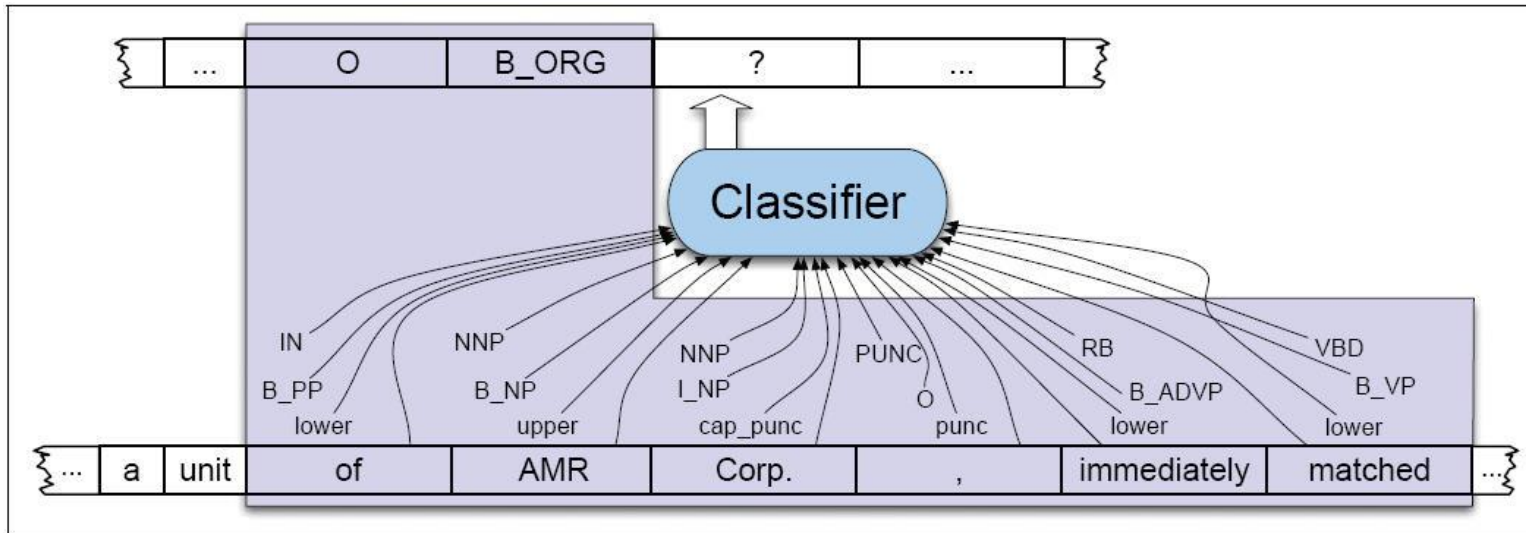 ... O B_ORG ? ...
Classifier
IN NNP NNP PUNC RB VBD
B_PP B_NP I_NP O B_ADVP B_VP
lower upper cap_punc punc lower lower
... a unit of AMR Corp. , immediately matched ...